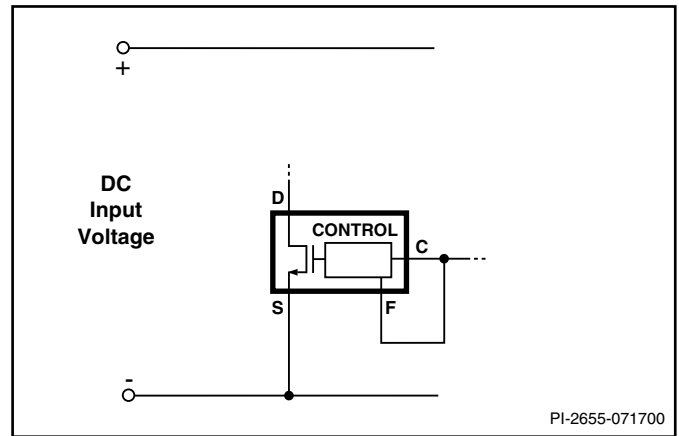 +
DC
Input
Voltage
D
CONTROL
C
S
F
-
PI-2655-071700